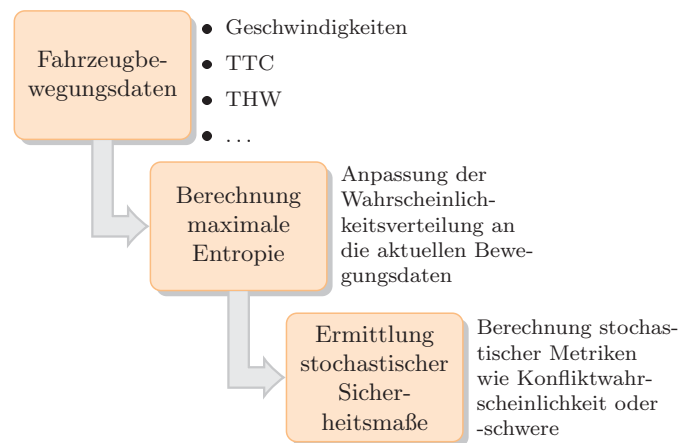 Fahrzeugbe-
wegungsdaten
• Geschwindigkeiten
• TTC
• THW
• . . .
Berechnung
maximale
Entropie
Anpassung der
Wahrscheinlich-
keitsverteilung an
die aktuellen Bewe-
gungsdaten
Ermittlung
stochastischer
Sicher-
heitsmaße
Berechnung stochas-
tischer Metriken
wie Konfliktwahr-
scheinlichkeit oder
-schwere